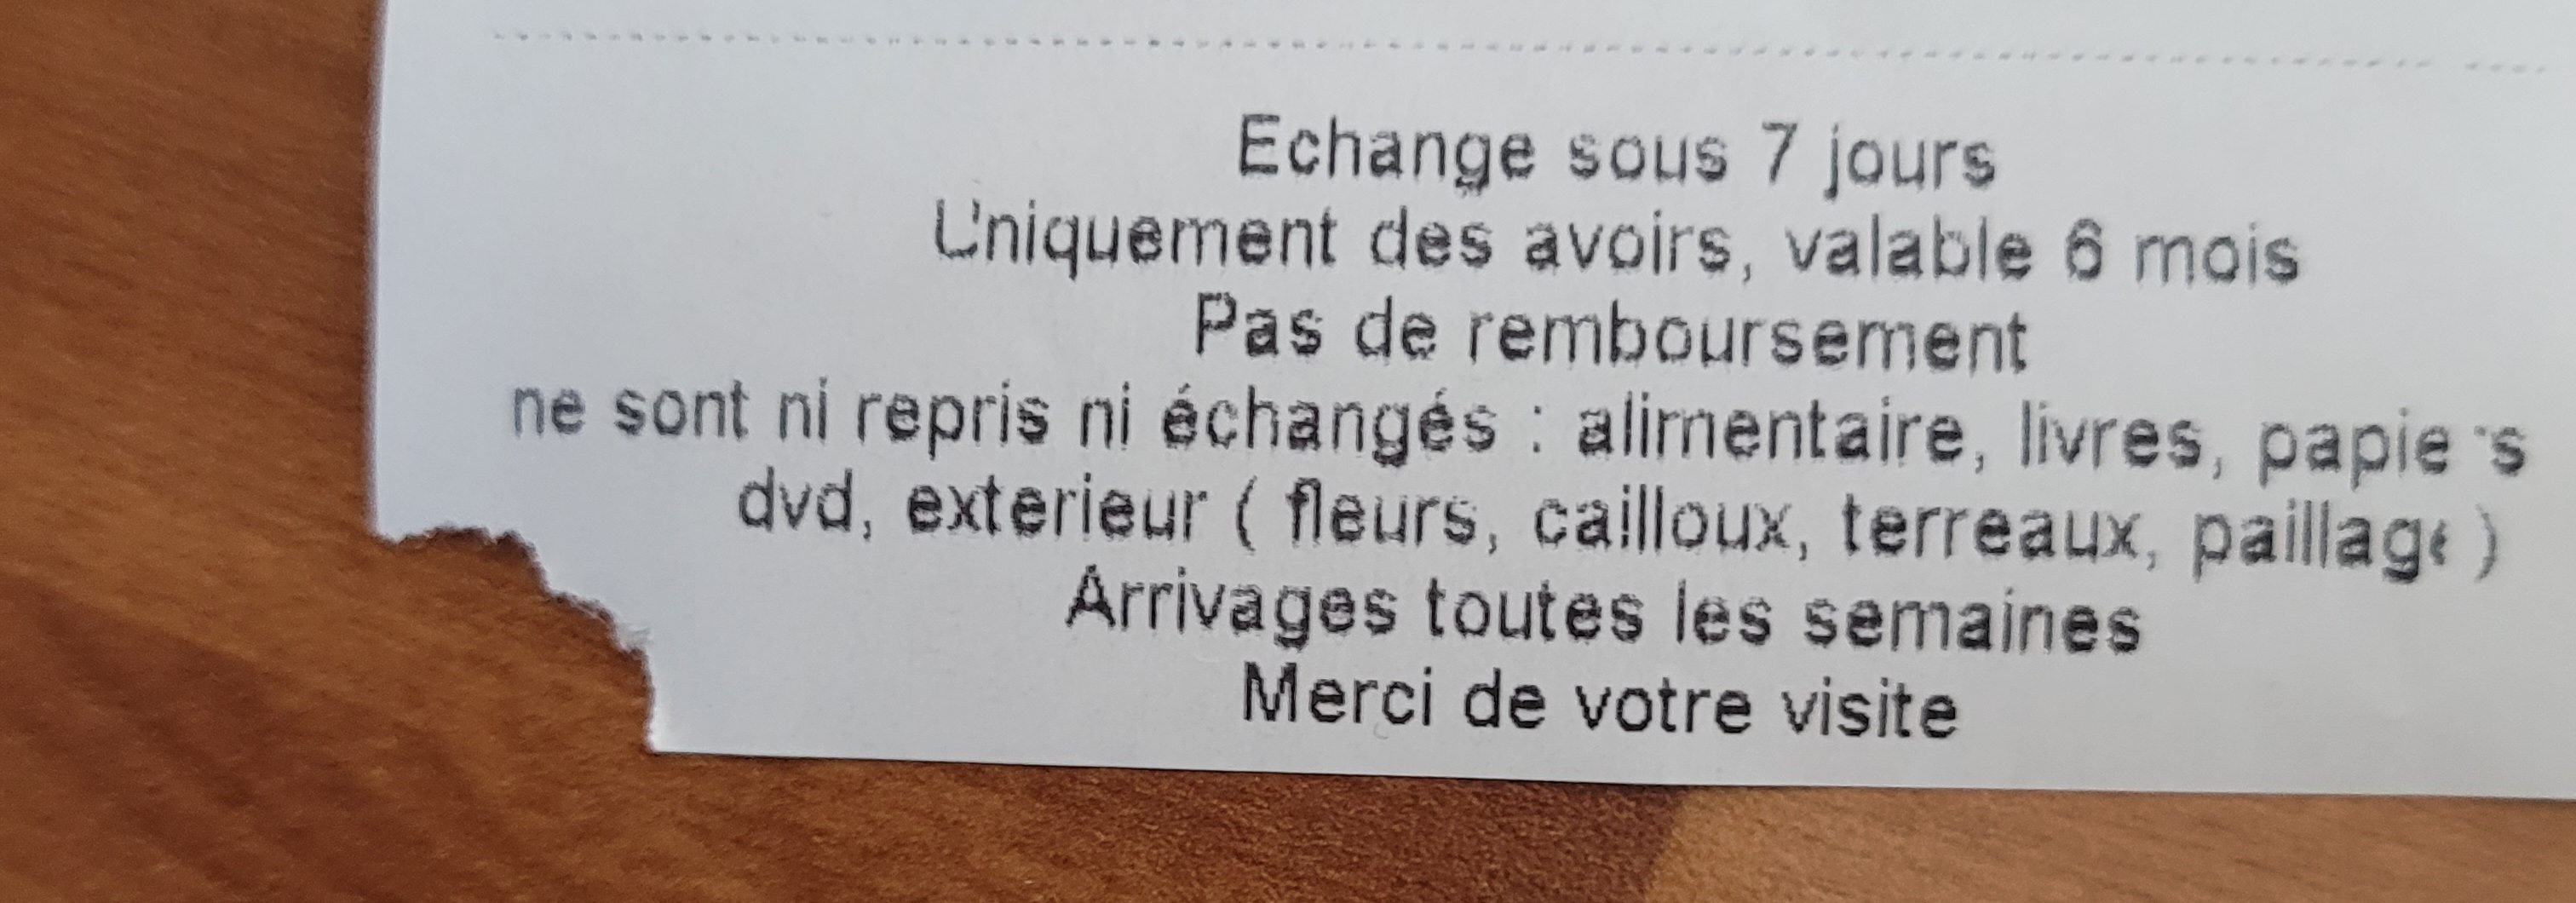 Echange sous 7 jours
Uniquement des avoirs, valable 6 mois
Pas de remboursement
ne sont ni repris ni échangés : alimentaire, livres, papiers
dvd, exterieur ( fleurs, cailloux, terreaux, paillage )
Arrivages toutes les semaines
Merci de votre visite